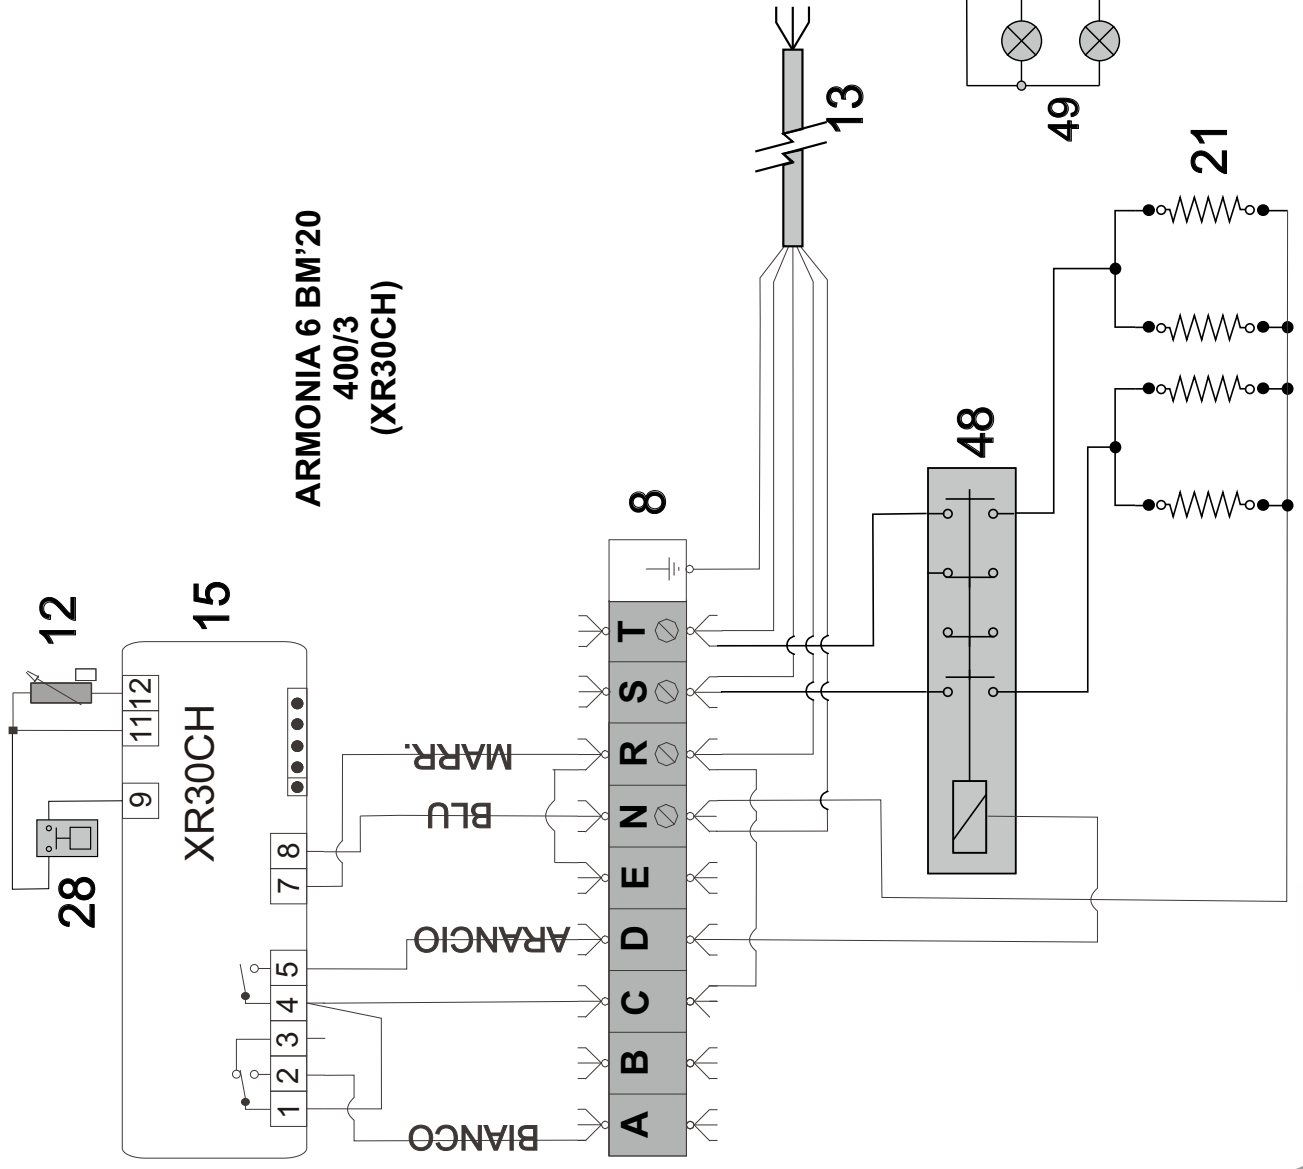 13
49
21
ARMONIA 6 BM'20
400/3
(XR30CH)
48
8
12
15
28
XR30CH
12
11
9
8
7
5
4
3
2
1
MARR.
BLU
ARANCIO
BIANCO
T
S
R
N
E
D
C
B
A